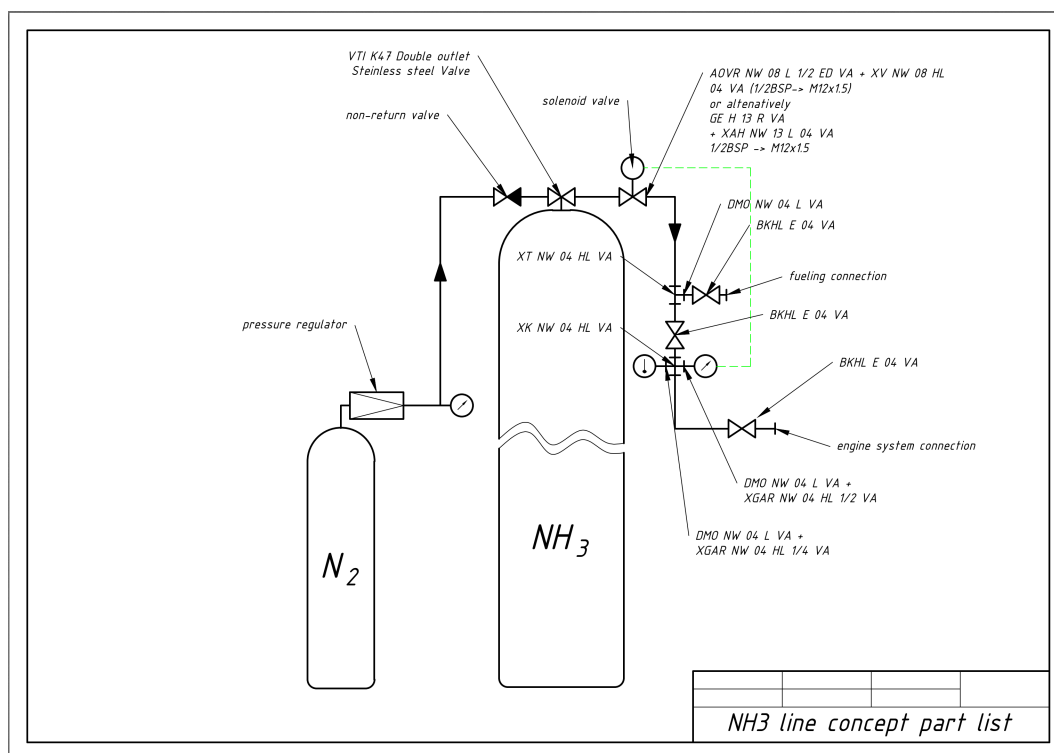 VTI K47 Double outlet
Steinless steel Valve
solenoid valve
non-return valve
AOVR NW 08 L 1/2 ED VA + XV NW 08 HL
04 VA (1/2BSP-> M12x1.5)
or altenatively
GE H 13 R VA
+ XAH NW 13 L 04 VA
1/2BSP -> M12x1.5
DMO NW 04 L VA
BKHL E 04 VA
XT NW 04 HL VA
fueling connection
pressure regulator
XK NW 04 HL VA
BKHL E 04 VA
BKHL E 04 VA
engine system connection
DMO NW 04 L VA +
XGAR NW 04 HL 1/2 VA
DMO NW 04 L VA +
XGAR NW 04 HL 1/4 VA
NH3
N2
NH3 line concept part list